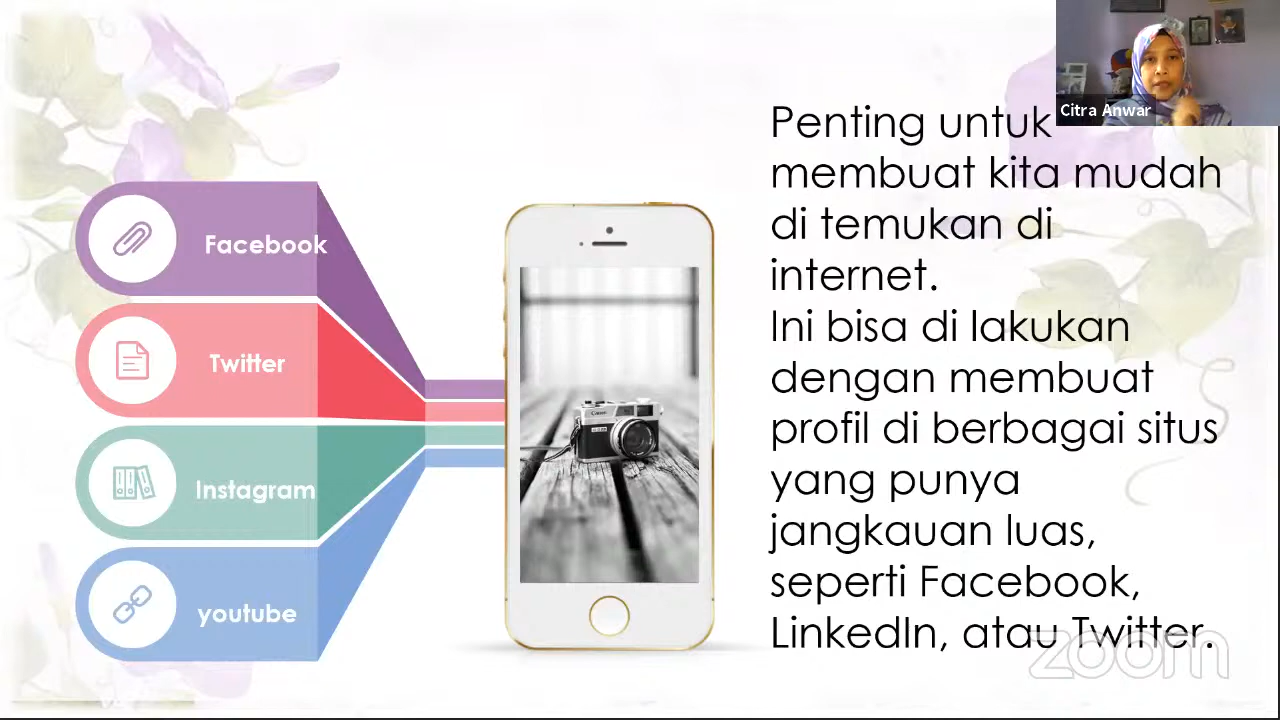 Citra Anwar
Penting untuk
membuat kita mudah
di temukan di
internet.
Ini bisa di lakukan
dengan membuat
profil di berbagai situs
yang punya
jangkauan luas,
seperti Facebook,
LinkedIn, atau Twitter.
Facebook
Twitter
Instagram
youtube
Canon
zoom